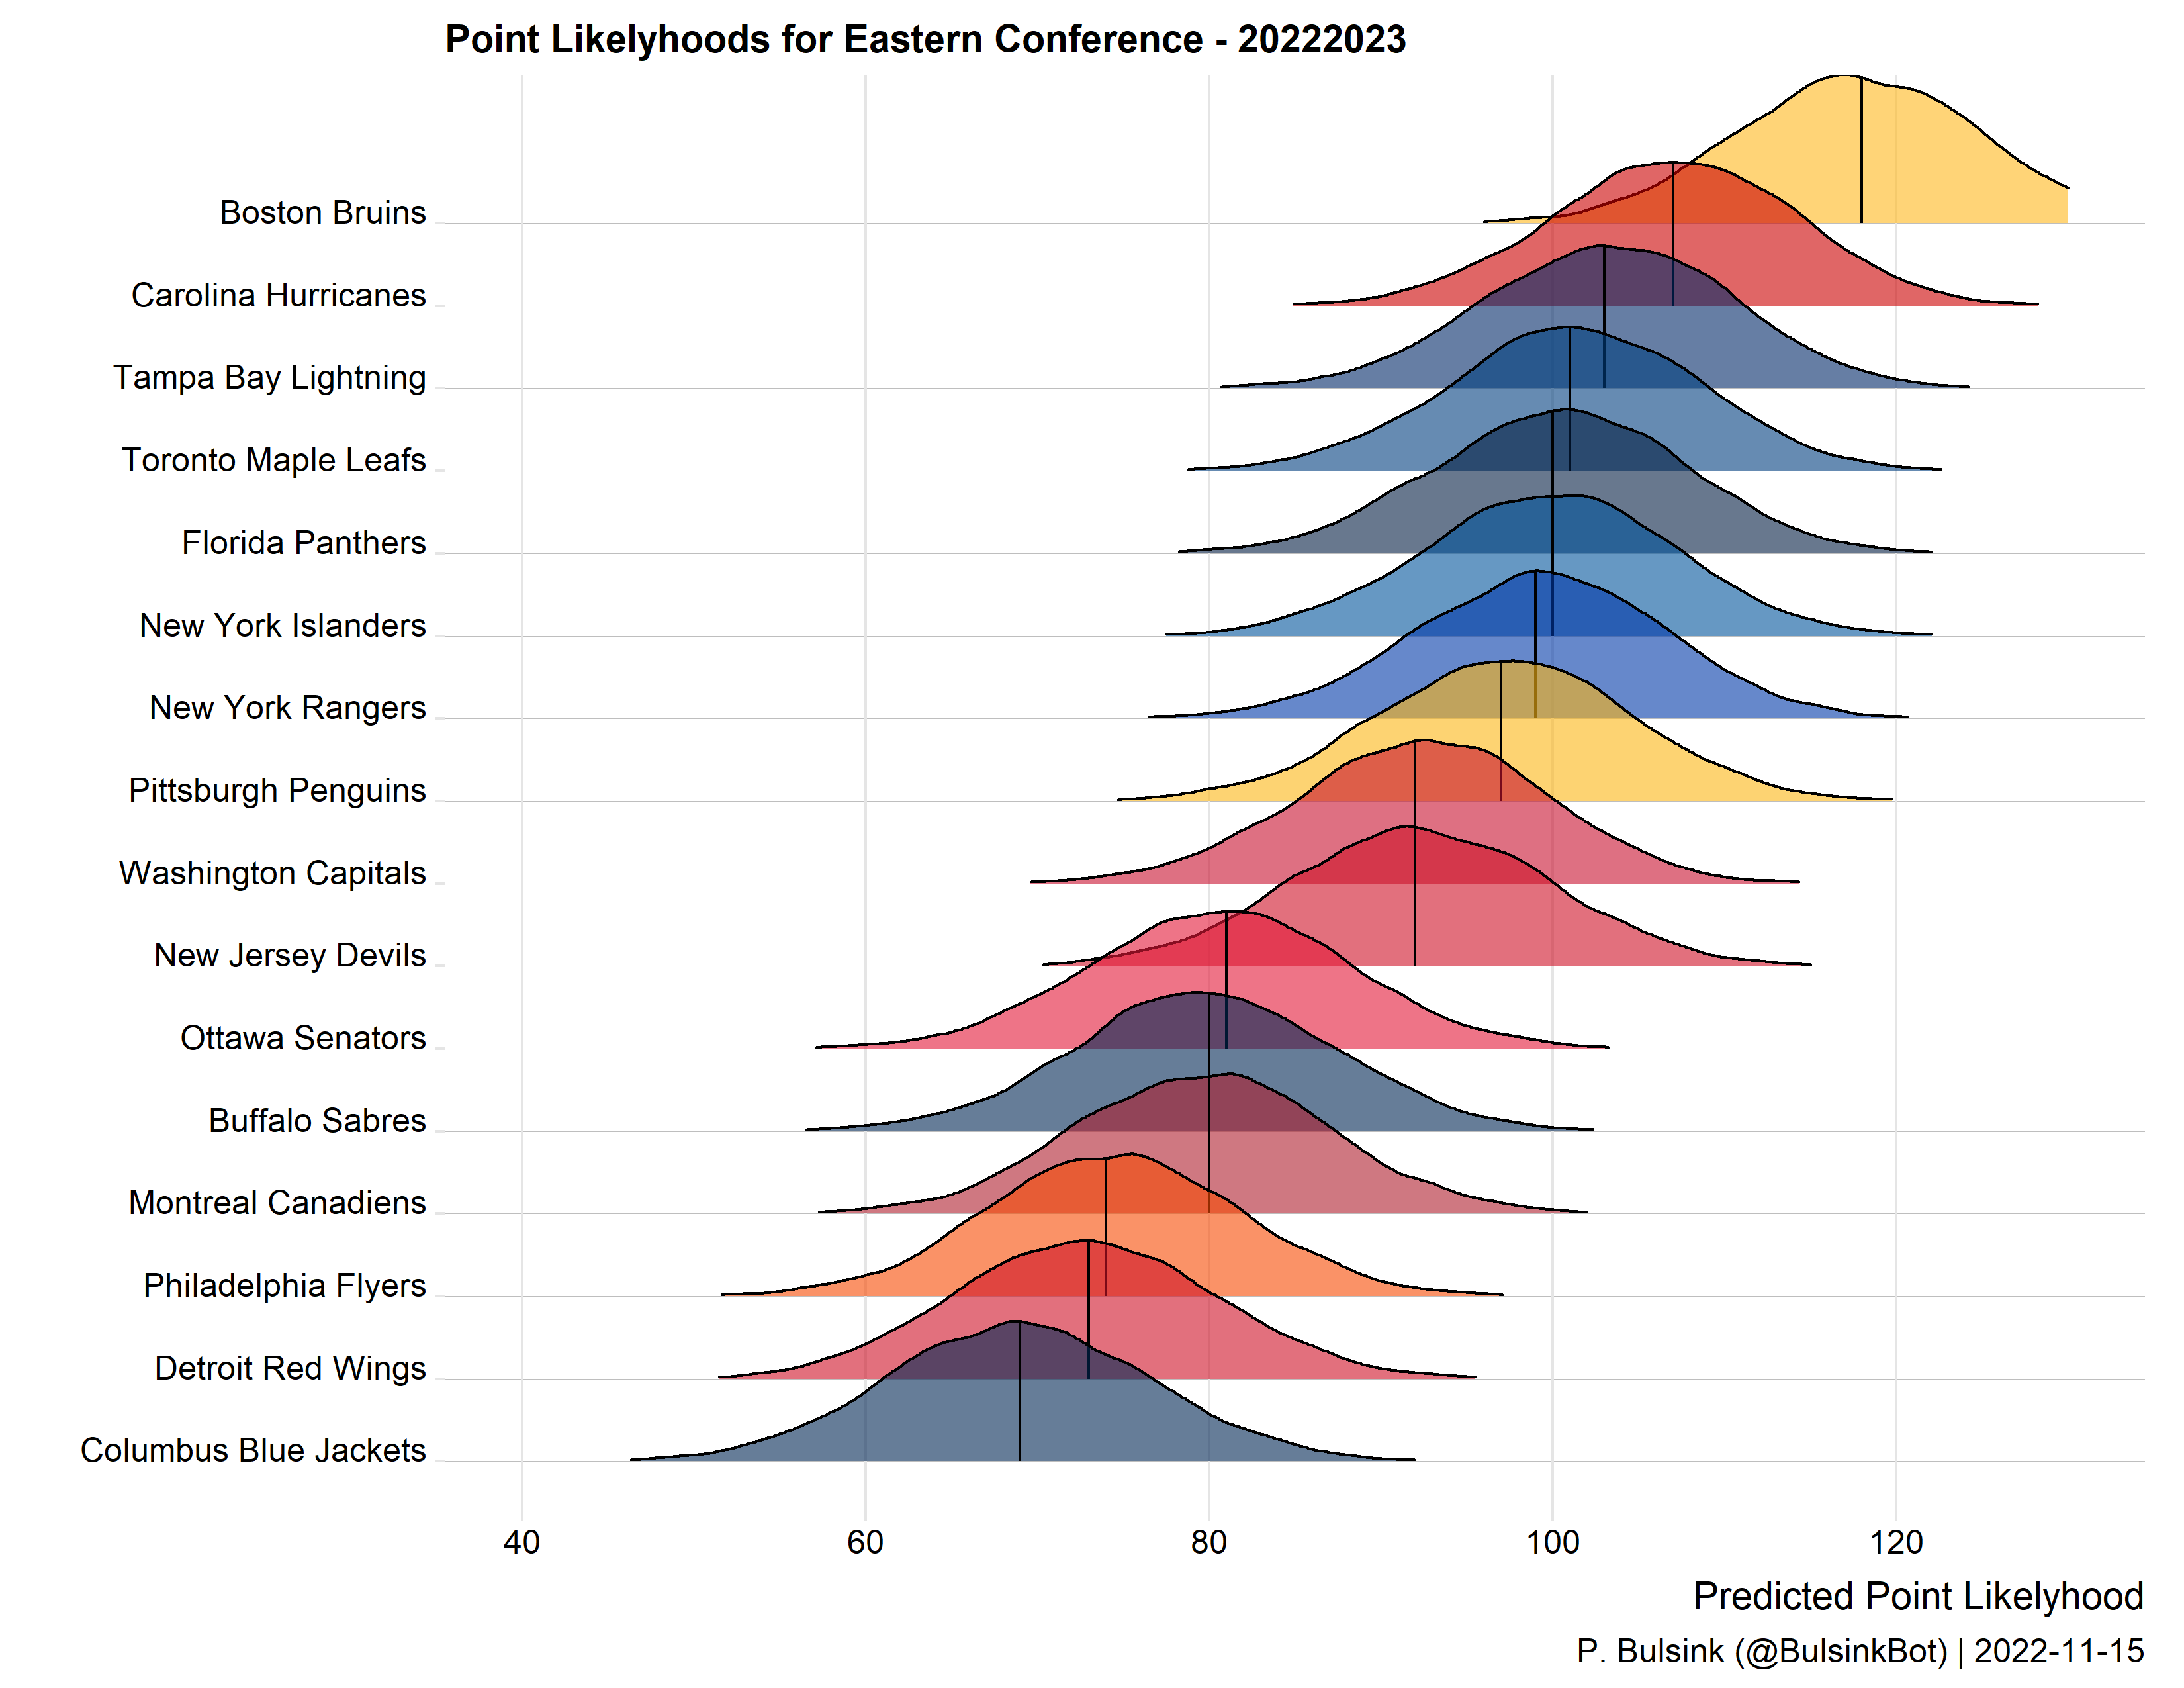 Point Likelyhoods for Eastern Conference - 20222023
Boston Bruins
Carolina Hurricanes
Tampa Bay Lightning
Toronto Maple Leafs
Florida Panthers
New York Islanders
New York Rangers
Pittsburgh Penguins
Washington Capitals
New Jersey Devils
Ottawa Senators
Buffalo Sabres
Montreal Canadiens
Philadelphia Flyers
Detroit Red Wings
Columbus Blue Jackets
40 60 80 100 120
Predicted Point Likelyhood
P. Bulsink (@BulsinkBot) | 2022-11-15